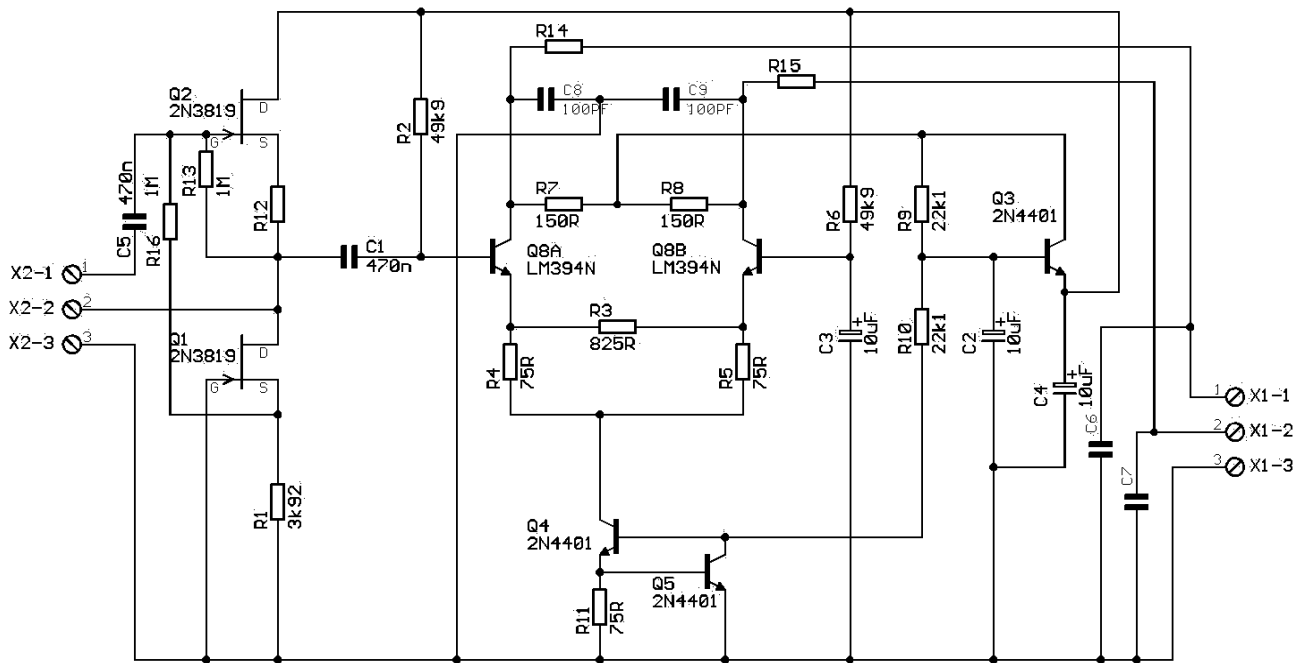 R14
R15
C8
100PF
C9
100PF
Q2
2N3819
D
G
S
R2
49k9
470n
C5
1M
R16
R13
1M
R12
R7
150R
R8
150R
R6
49k9
R9
22k1
Q3
2N4401
C1
470n
Q8A
LM394N
Q8B
LM394N
X2-1
1
X2-2
2
X2-3
3
Q1
2N3819
D
G
S
R3
825R
R4
75R
R5
75R
C3
+
10uF
R10
22k1
C2
+
10uF
C4
+
10uF
C6
C7
1
X1-1
2
X1-2
3
X1-3
R1
3k92
Q4
2N4401
Q5
2N4401
R11
75R